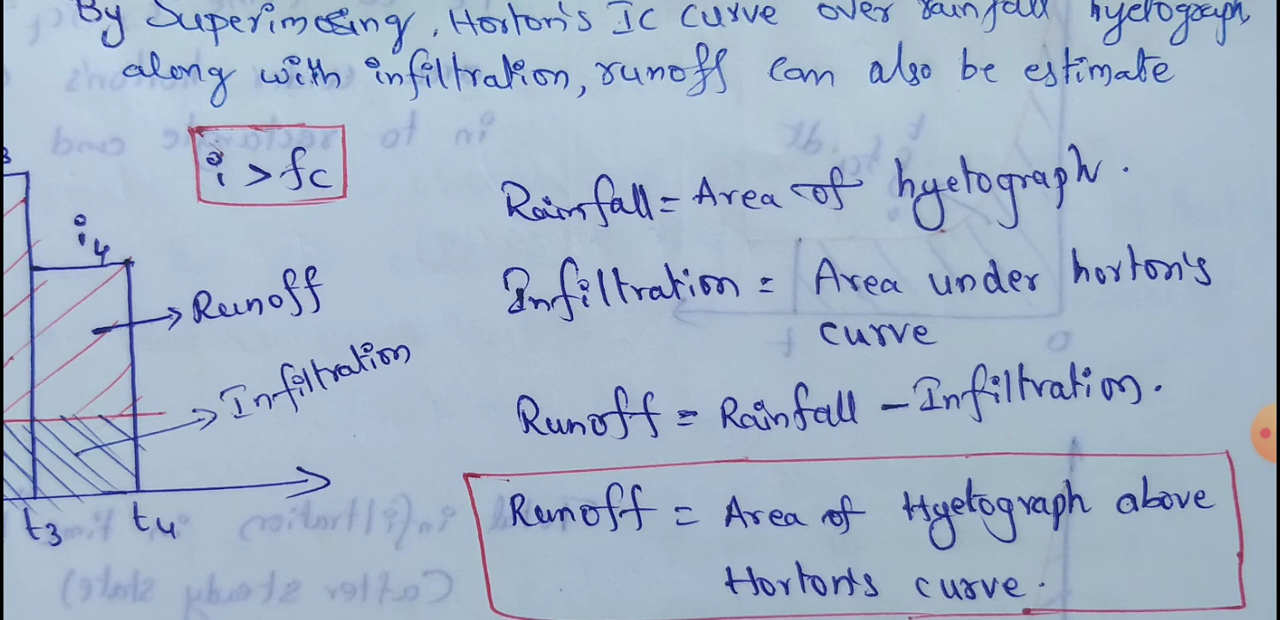 By Superimosing, Horton's Ic curve over rainfall hyetograph
along with infiltration, runoff can also be estimate
i > fc
i4
Runoff
Infiltration
t3 t4
Rainfall = Area of hyetograph.
Infiltration = Area under horton's
curve
Runoff = Rainfall - Infiltration.
Runoff = Area of Hyetograph above
Horton's curve.